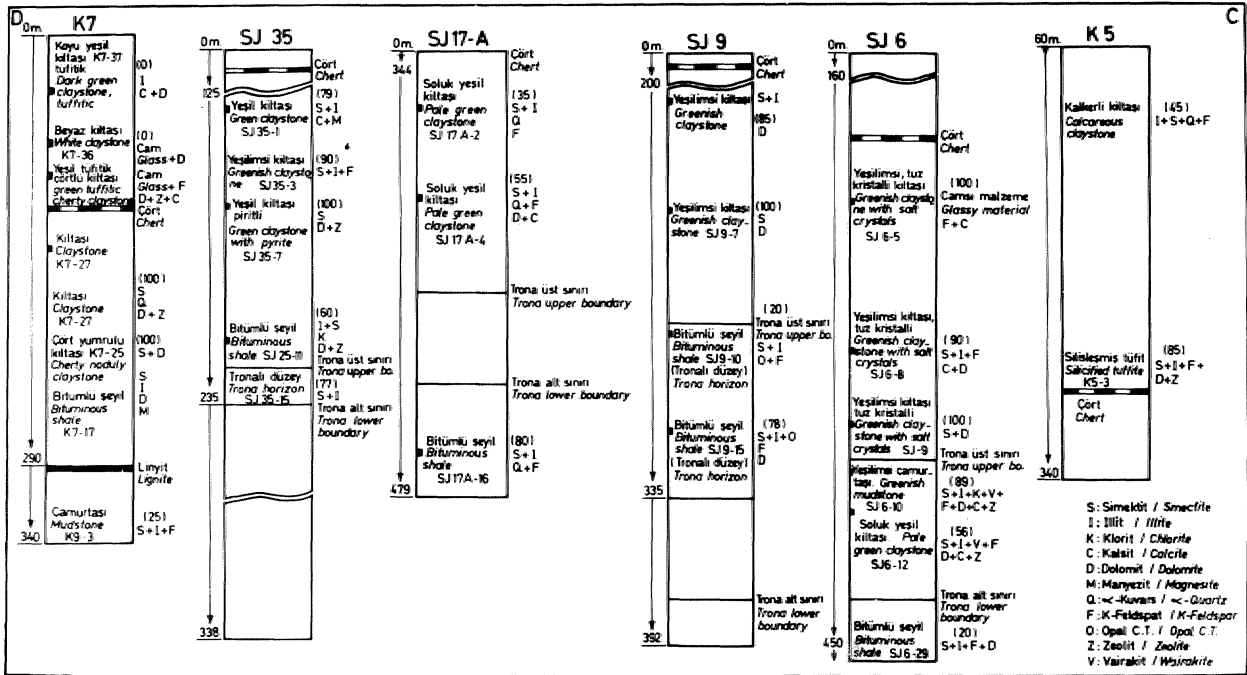 D
C
K7
0m.
Koyu yeşil
kiltaşı K7-37
tüfitik
Dark green
claystone,
tuffitic
(0)
I
C+D
Beyaz kiltaşı
White claystone
K7-36
(0)
Cam
Glass+D
Yeşil tüfitik
çörtlü kiltaşı
green tuffitic
cherty claystone
Cam
Glass+F
D+Z+C
Çört
Chert
Kiltaşı
Claystone
K7-27
Kiltaşı
Claystone
K7-27
(100)
S
Q
D+Z
Çört yumrulu
kiltaşı K7-25
Cherty noduly
claystone
(100)
S+D
Bitümlü şeyil
Bituminous
shale
K7-17
S
I
D
M
290
Linyit
Lignite
Çamurtaşı
Mudstone
K9-3
(25)
S+I+F
340
SJ 35
0m.
Çört
Chert
125
Yeşil kiltaşı
Green claystone
SJ35-1
(79)
S+I
C+M
Yeşilimsi kiltaşı
Greenish claysto
ne SJ35-3
(90)
S+I+F
Yeşil kiltaşı
piritli
Green claystone
with pyrite
SJ35-7
(100)
S
D+Z
Bitümlü şeyil
Bituminous
shale SJ25-11
(60)
I+S
K
D+Z
Trona üst sınırı
Trona upper bo.
Tronalı düzey
Trona horizon
SJ35-15
(77)
S+I
235
Trona alt sınırı
Trona lower
boundary
338
SJ17-A
0m.
344
Çört
Chert
Soluk yeşil
kiltaşı
Pale green
claystone
SJ 17 A-2
(35)
S+I
Q
F
Soluk yeşil
kiltaşı
Pale green
claystone
SJ 17 A-4
(55)
S+I
Q+F
D+C
Trona üst sınırı
Trona upper boundary
Trona alt sınırı
Trona lower boundary
Bitümlü şeyil
Bituminous
shale
SJ17A-16
(80)
S+I
Q+F
479
SJ 9
0m.
Çört
Chert
200
Yeşilimsi kiltaşı
Greenish
claystone
S+I
(85)
D
Yeşilimsi kiltaşı
Greenish clay-
stone SJ9-7
(100)
S
D
(20)
Trona üst sınırı
Trona upper bo.
Bitümlü şeyil
Bituminous
shale SJ9-10
(Tronalı düzey)
Trona horizon
S+I
O+F
Bitümlü şeyil
Bituminous
shale SJ9-15
(Tronalı düzey)
Trona horizon
(78)
S+I+O
F
D
335
Trona alt sınırı
Trona lower
boundary
392
SJ 6
0m.
160
Çört
Chert
Yeşilimsi, tuz
kristalli kiltaşı
Greenish claysto
ne with salt
crystals
SJ 6-5
(100)
Camsı malzeme
Glassy material
F+C
Yeşilimsi kiltaşı,
tuz kristalli
Greenish clay-
stone with salt
crystals
SJ6-8
(90)
S+I+F
C+D
Yeşilimsi kiltaşı
tuz kristalli
Greenish clay-
stone with salt
crystals SJ-9
(100)
S+D
Trona üst sınırı
Trona upper bo.
Yeşilimsi çamur-
taşı. Greenish
mudstone
SJ6-10
(89)
S+I+K+V+
F+D+C+Z
Soluk yeşil
kiltaşı. Pale
green claystone
SJ6-12
(56)
S+I+V+F
D+C+Z
Trona alt sınırı
Trona lower
boundary
Bitümlü şeyil
Bituminous
shale SJ6-29
(20)
S+I+F+D
450
K 5
60m.
Kalkerli kiltaşı
Calcareous
claystone
(45)
I+S+Q+F
Silisleşmiş tüfit
Silicified tuffite
K5-3
(85)
S+I+F+
D+Z
Çört
Chert
340
S: Simektit / Smectite
I: İllit / Illite
K: Klorit / Chlorite
C: Kalsit / Calcite
D: Dolomit / Dolomite
M: Manyezit / Magnesite
Q: ∝-Kuvars / ∝-Quartz
F: K-Feldspat / K-Feldspar
O: Opal C.T. / Opal C.T.
Z: Zeolit / Zeolite
V: Vairakit / Wairakite